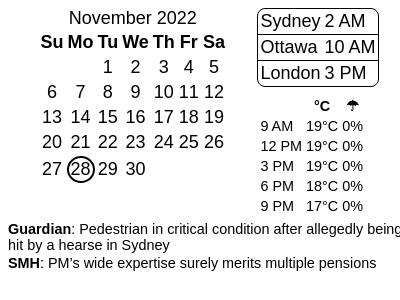 November 2022
Su Mo Tu We Th Fr Sa
1 2 3 4 5
6 7 8 9 10 11 12
13 14 15 16 17 18 19
20 21 22 23 24 25 26
27 28 29 30
Sydney 2 AM
Ottawa 10 AM
London 3 PM
°C ☂
9 AM 19°C 0%
12 PM 19°C 0%
3 PM 19°C 0%
6 PM 18°C 0%
9 PM 17°C 0%
Guardian: Pedestrian in critical condition after allegedly being
hit by a hearse in Sydney
SMH: PM’s wide expertise surely merits multiple pensions